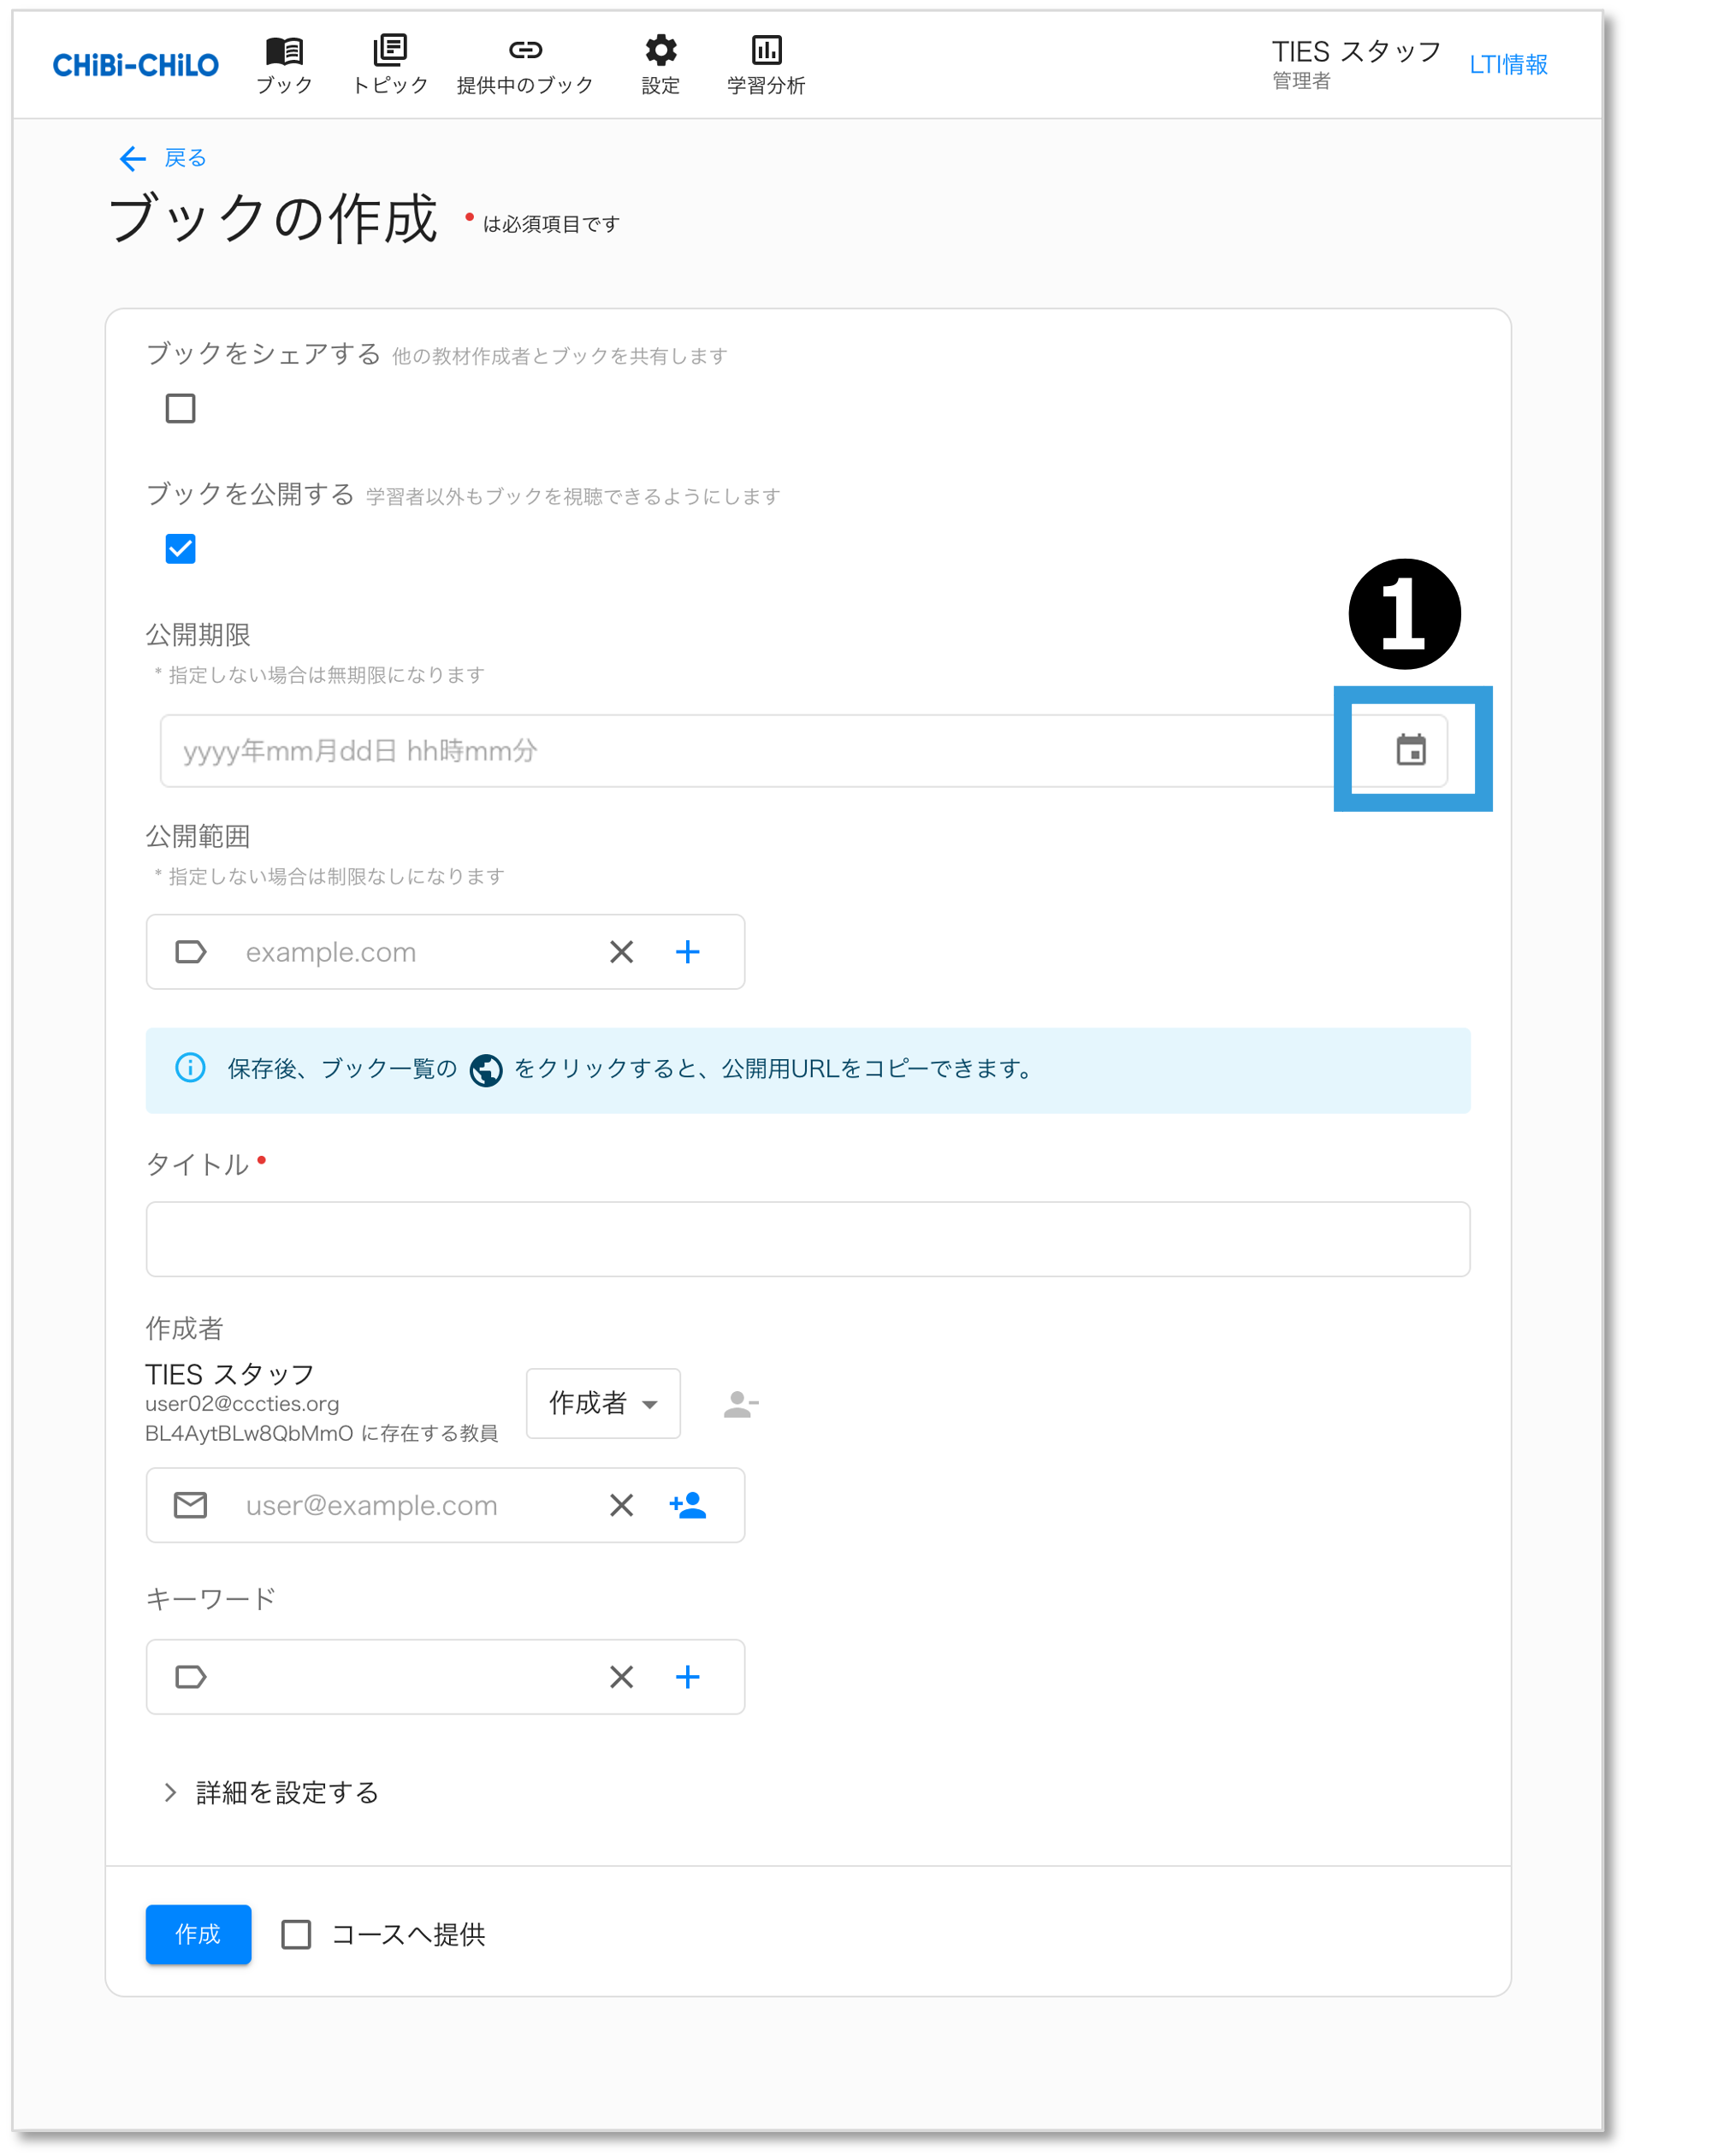 CHiBi-CHiLO
ブック
トピック
提供中のブック
設定
学習分析
TIES スタッフ
管理者
LTI情報
戻る
ブックの作成 は必須項目です
ブックをシェアする 他の教材作成者とブックを共有します
ブックを公開する 学習者以外もブックを視聴できるようにします
1
公開期限
* 指定しない場合は無期限になります
yyyy年mm月dd日 hh時mm分
公開範囲
* 指定しない場合は制限なしになります
example.com
保存後、ブック一覧の をクリックすると、公開用URLをコピーできます。
タイトル
作成者
TIES スタッフ
user02@cccties.org
BL4AytBLw8QbMmO に存在する教員
作成者
user@example.com
キーワード
詳細を設定する
作成
コースへ提供